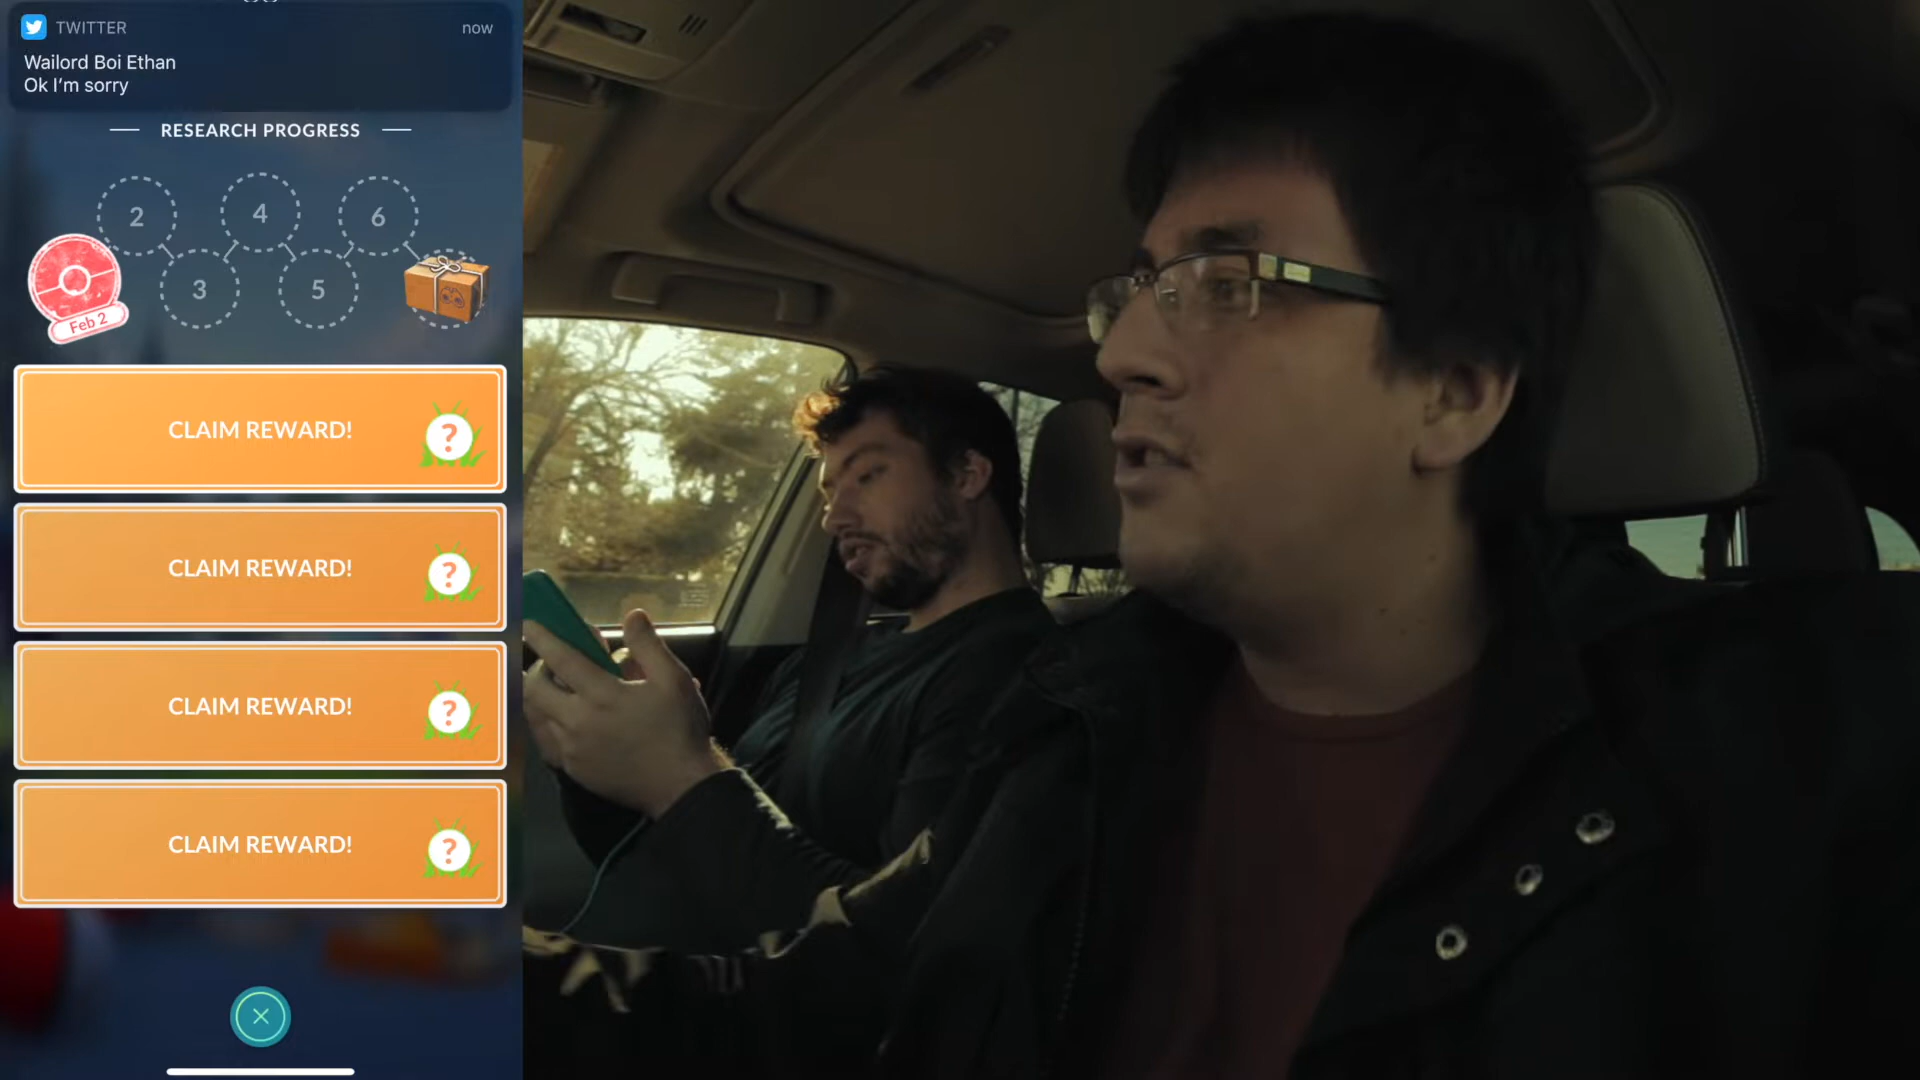 TWITTER
now
Wailord Boi Ethan
Ok I’m sorry
RESEARCH PROGRESS
2
4
6
3
5
Feb 2
CLAIM REWARD!
?
CLAIM REWARD!
?
CLAIM REWARD!
?
CLAIM REWARD!
?